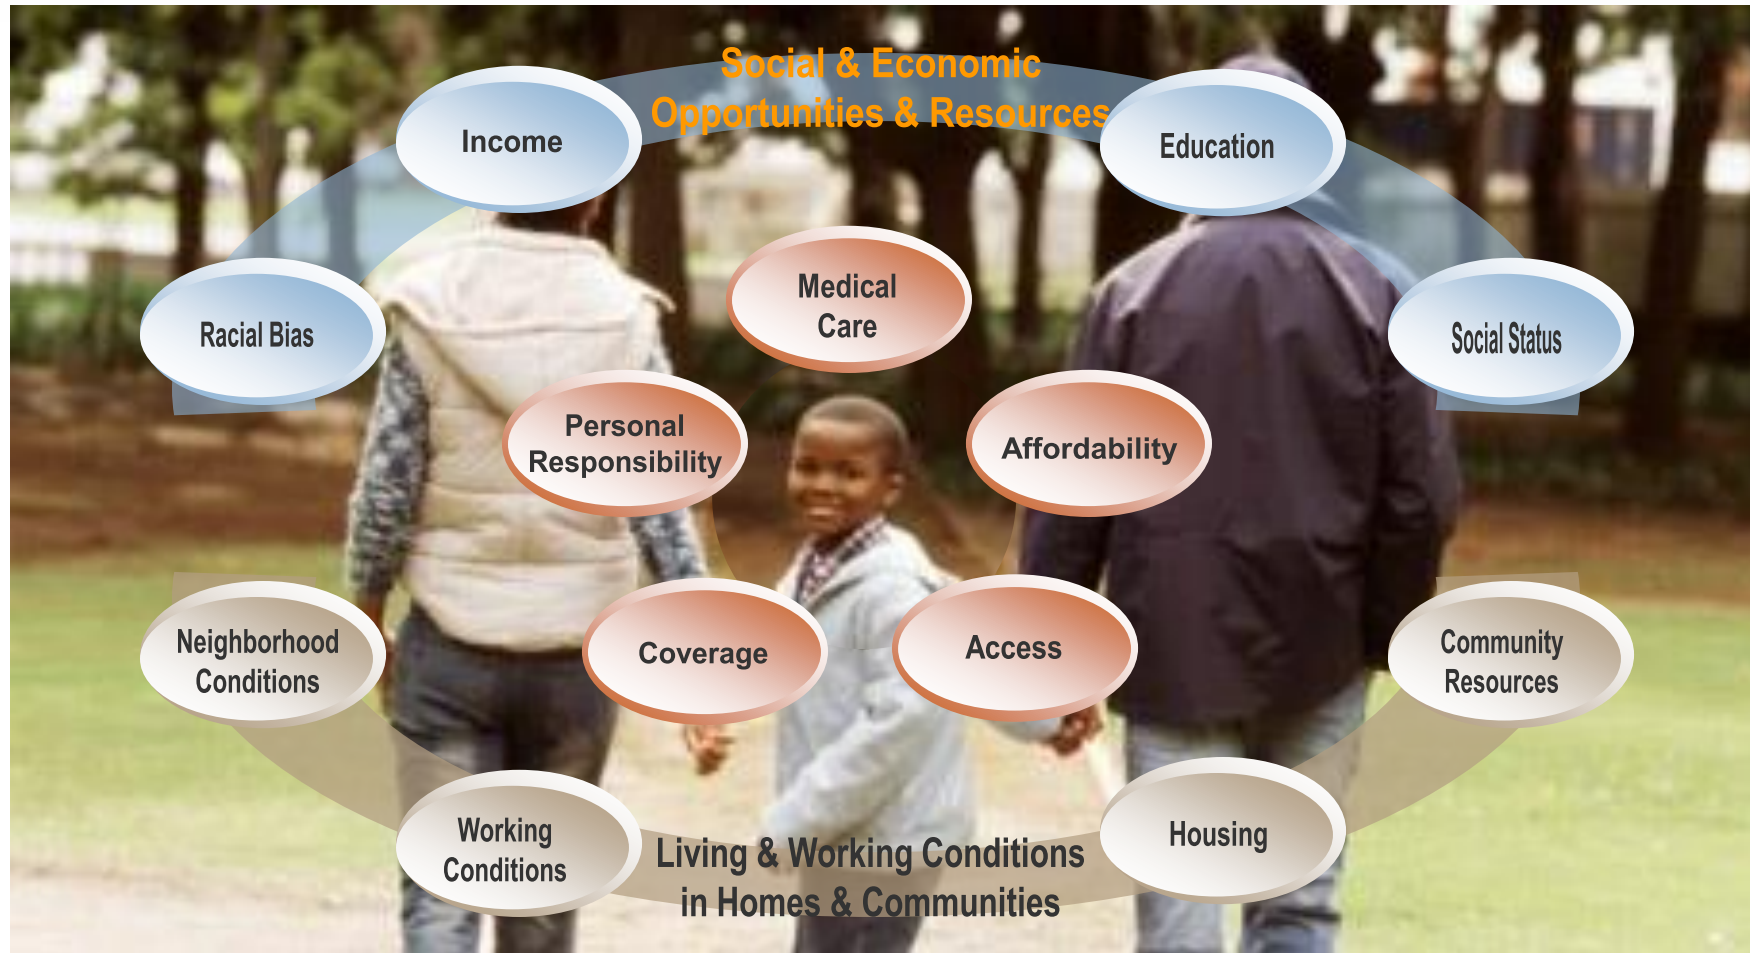 Social & Economic
Opportunities & Resources
Income
Education
Racial Bias
Social Status
Medical
Care
Personal
Responsibility
Affordability
Coverage
Access
Neighborhood
Conditions
Community
Resources
Working
Conditions
Housing
Living & Working Conditions
in Homes & Communities